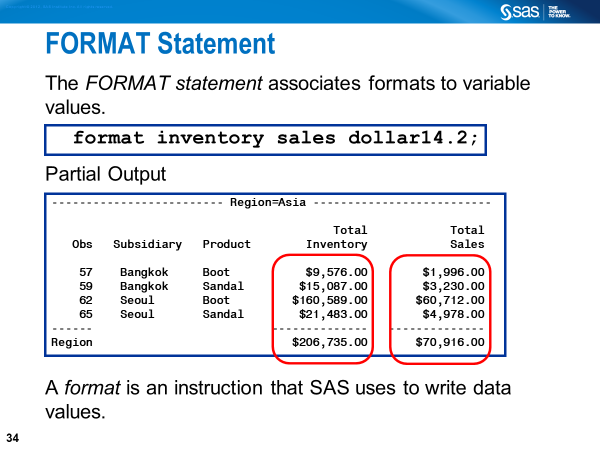 sas THE POWER TO KNOW.
FORMAT Statement
The FORMAT statement associates formats to variable
values.
format inventory sales dollar14.2;
Partial Output
------------------------- Region=Asia --------------------------
Total Total
Obs Subsidiary Product Inventory Sales
57 Bangkok Boot $9,576.00 $1,996.00
59 Bangkok Sandal $15,087.00 $3,230.00
62 Seoul Boot $160,589.00 $60,712.00
65 Seoul Sandal $21,483.00 $4,978.00
------ -------------- --------------
Region $206,735.00 $70,916.00
A format is an instruction that SAS uses to write data
values.
34